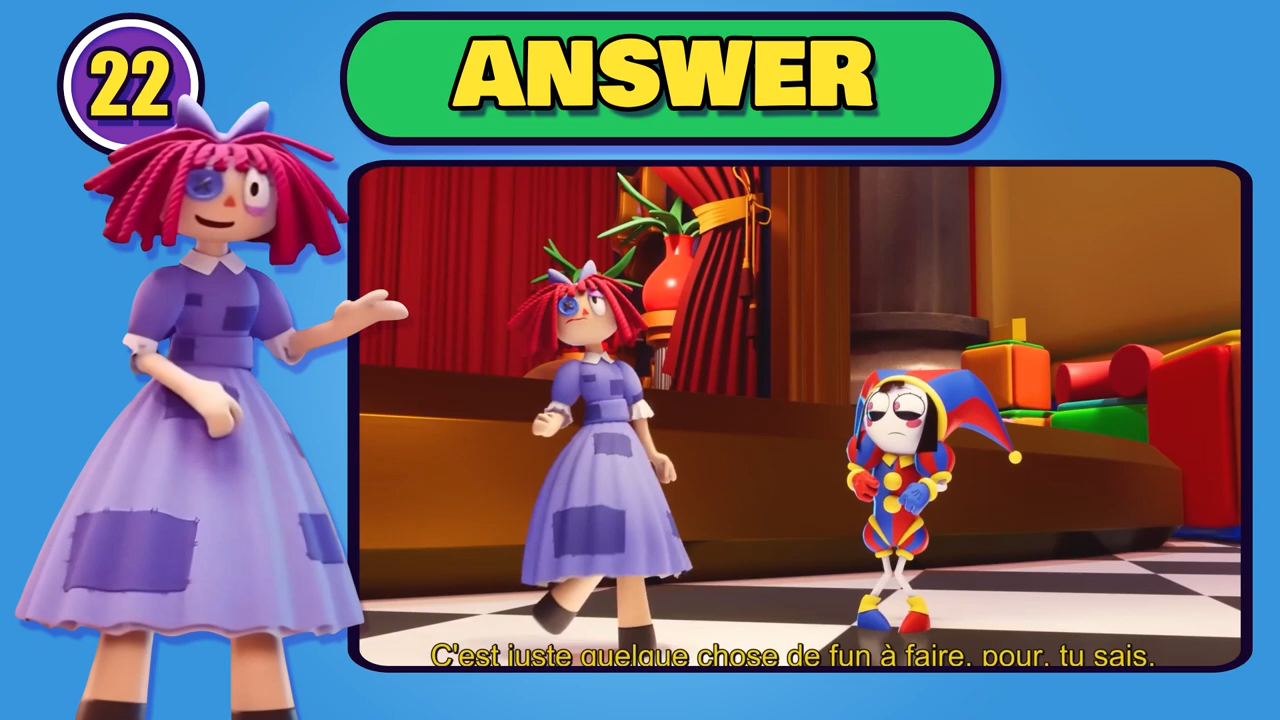 22
ANSWER
C'est juste quelque chose de fun à faire, pour, tu sais,